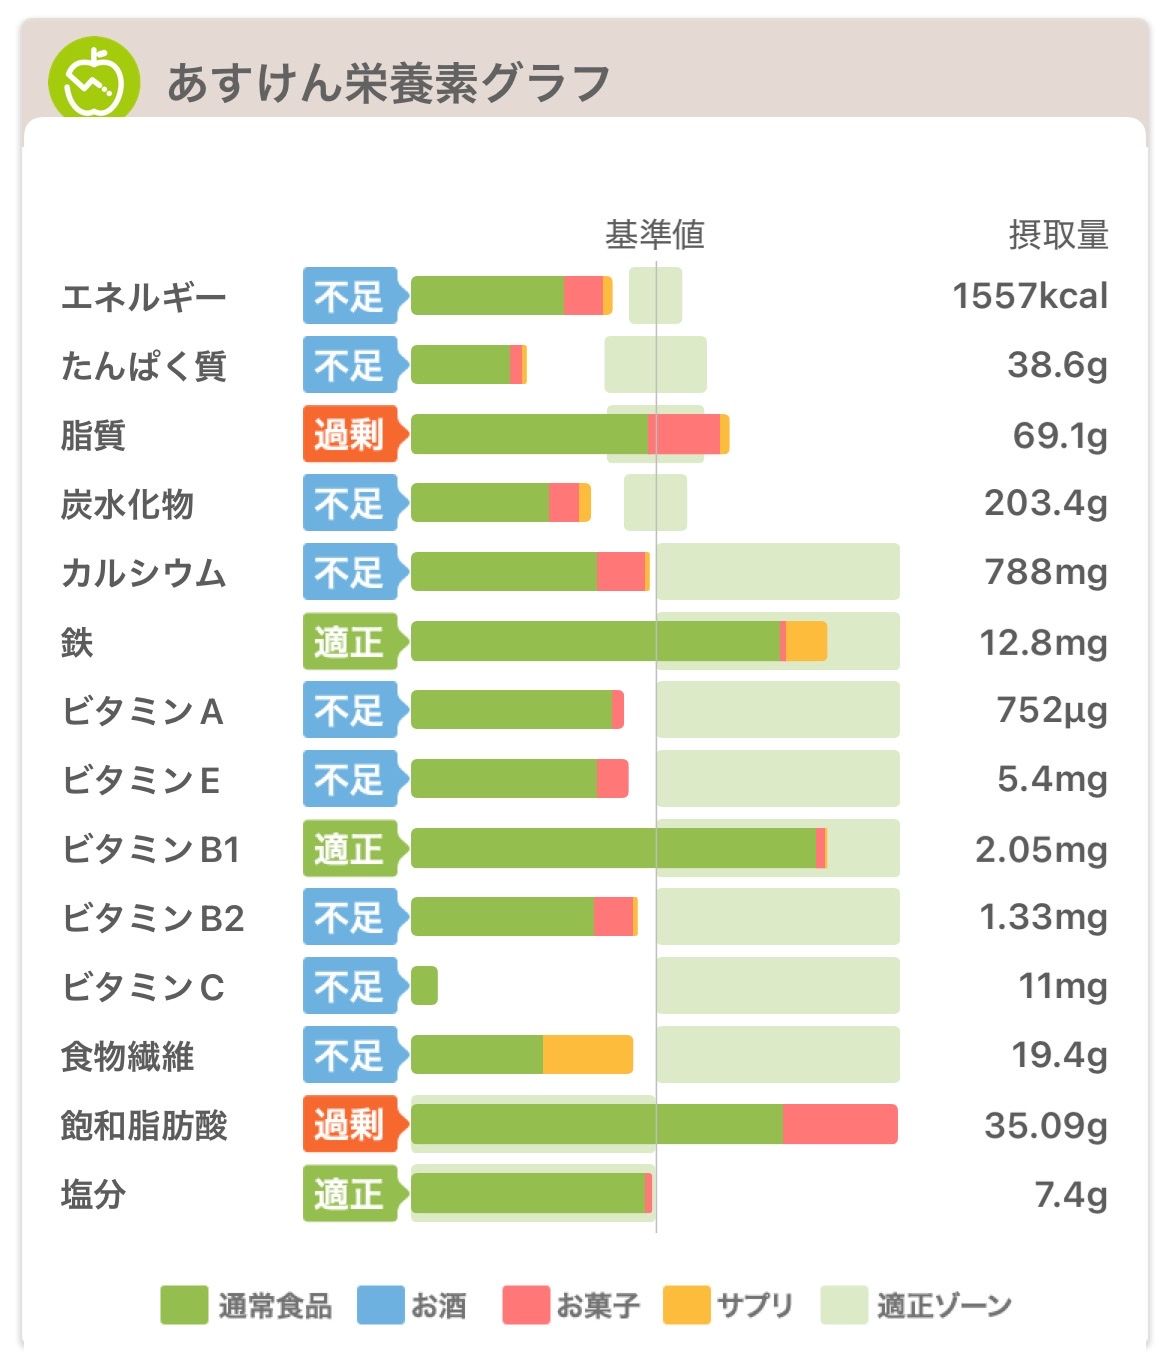 あすけん栄養素グラフ
基準値 摂取量
エネルギー 不足 1557kcal
たんぱく質 不足 38.6g
脂質 過剰 69.1g
炭水化物 不足 203.4g
カルシウム 不足 788mg
鉄 適正 12.8mg
ビタミンA 不足 752μg
ビタミンE 不足 5.4mg
ビタミンB1 適正 2.05mg
ビタミンB2 不足 1.33mg
ビタミンC 不足 11mg
食物繊維 不足 19.4g
飽和脂肪酸 過剰 35.09g
塩分 適正 7.4g
通常食品 お酒 お菓子 サプリ 適正ゾーン